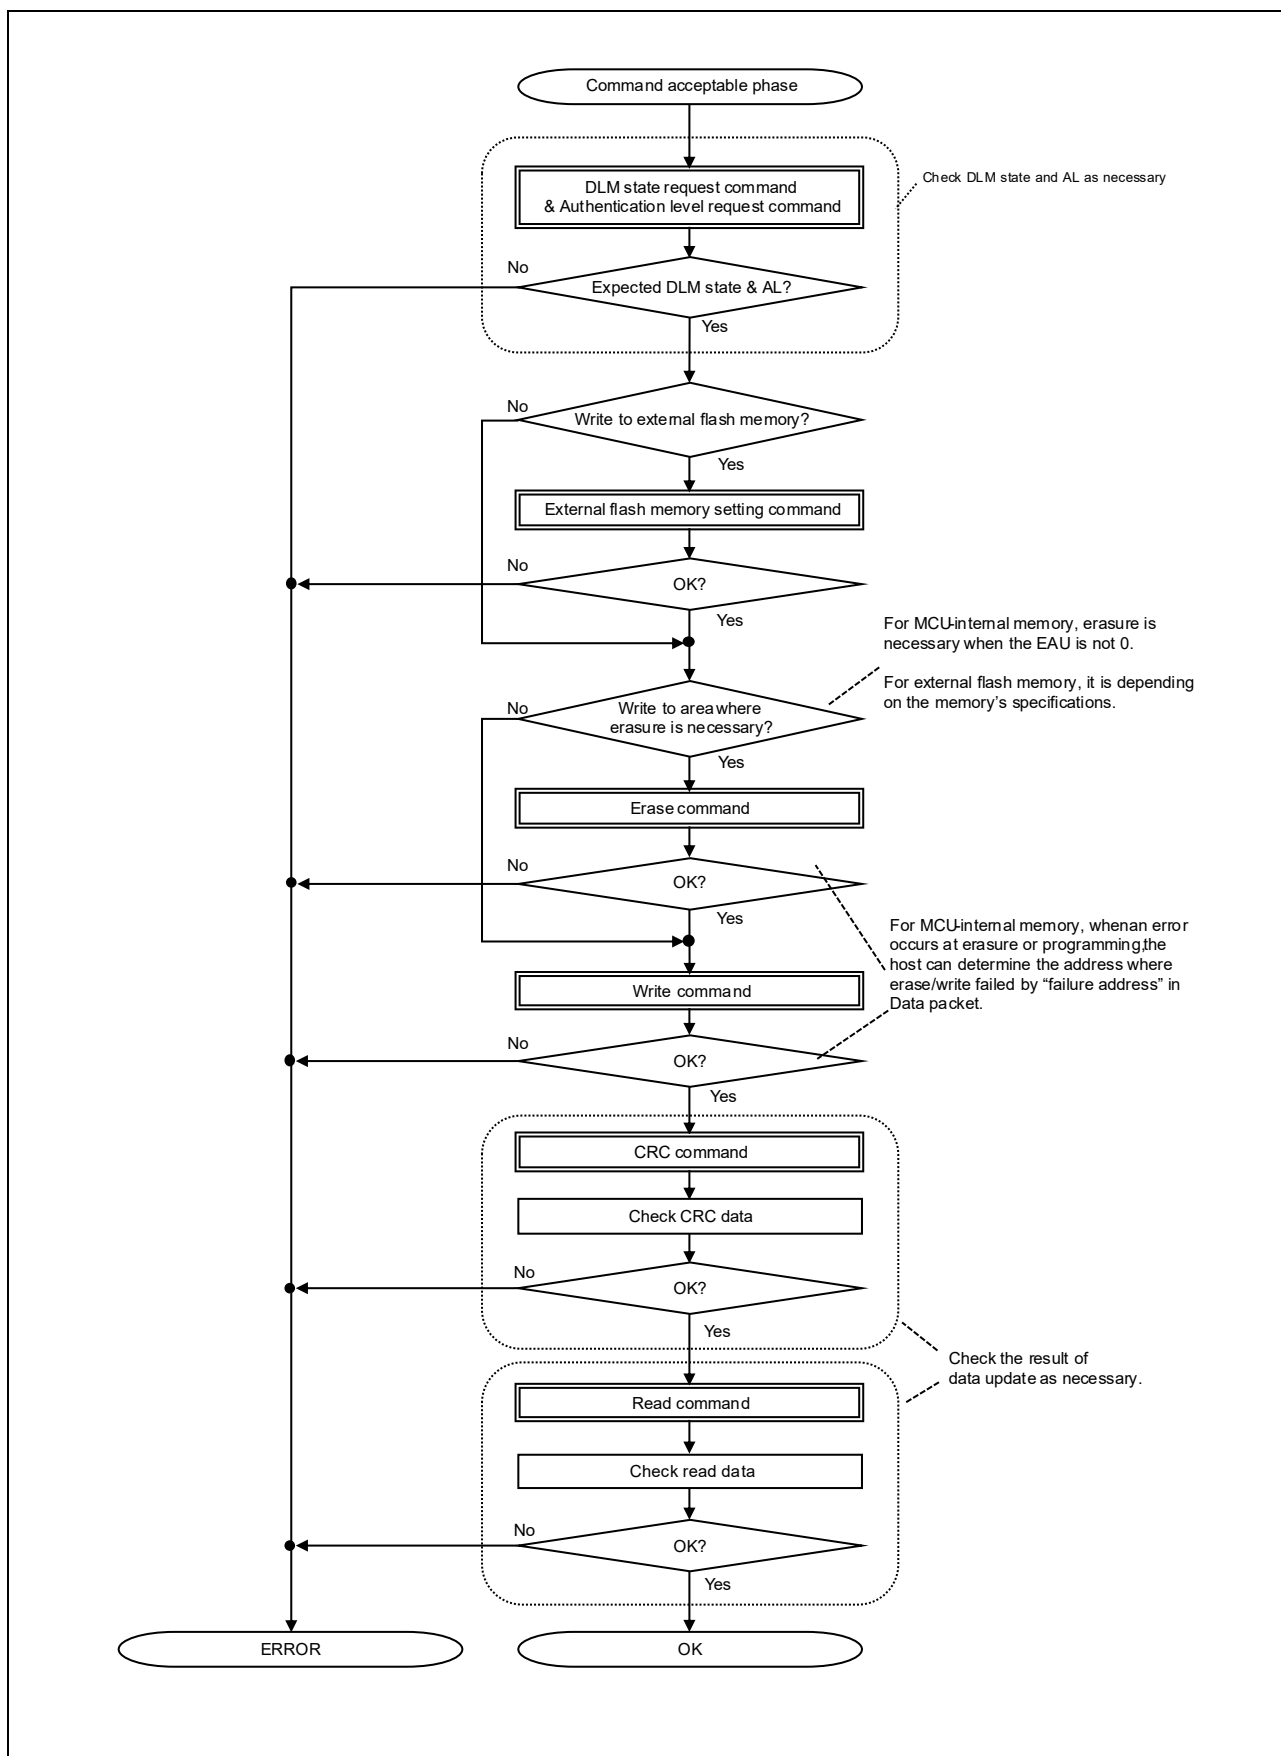 Command acceptable phase
DLM state request command
& Authentication level request command
Check DLM state and AL as necessary
No
Expected DLM state & AL?
Yes
No
Write to external flash memory?
Yes
External flash memory setting command
No
OK?
Yes
For MCU-internal memory, erasure is
necessary when the EAU is not 0.
For external flash memory, it is depending
on the memory's specifications.
No
Write to area where
erasure is necessary?
Yes
Erase command
No
OK?
Yes
For MCU-internal memory, when an error
occurs at erasure or programming, the
host can determine the address where
erase/write failed by “failure address” in
Data packet.
Write command
No
OK?
Yes
CRC command
Check CRC data
No
OK?
Yes
Check the result of
data update as necessary.
Read command
Check read data
No
OK?
Yes
ERROR
OK